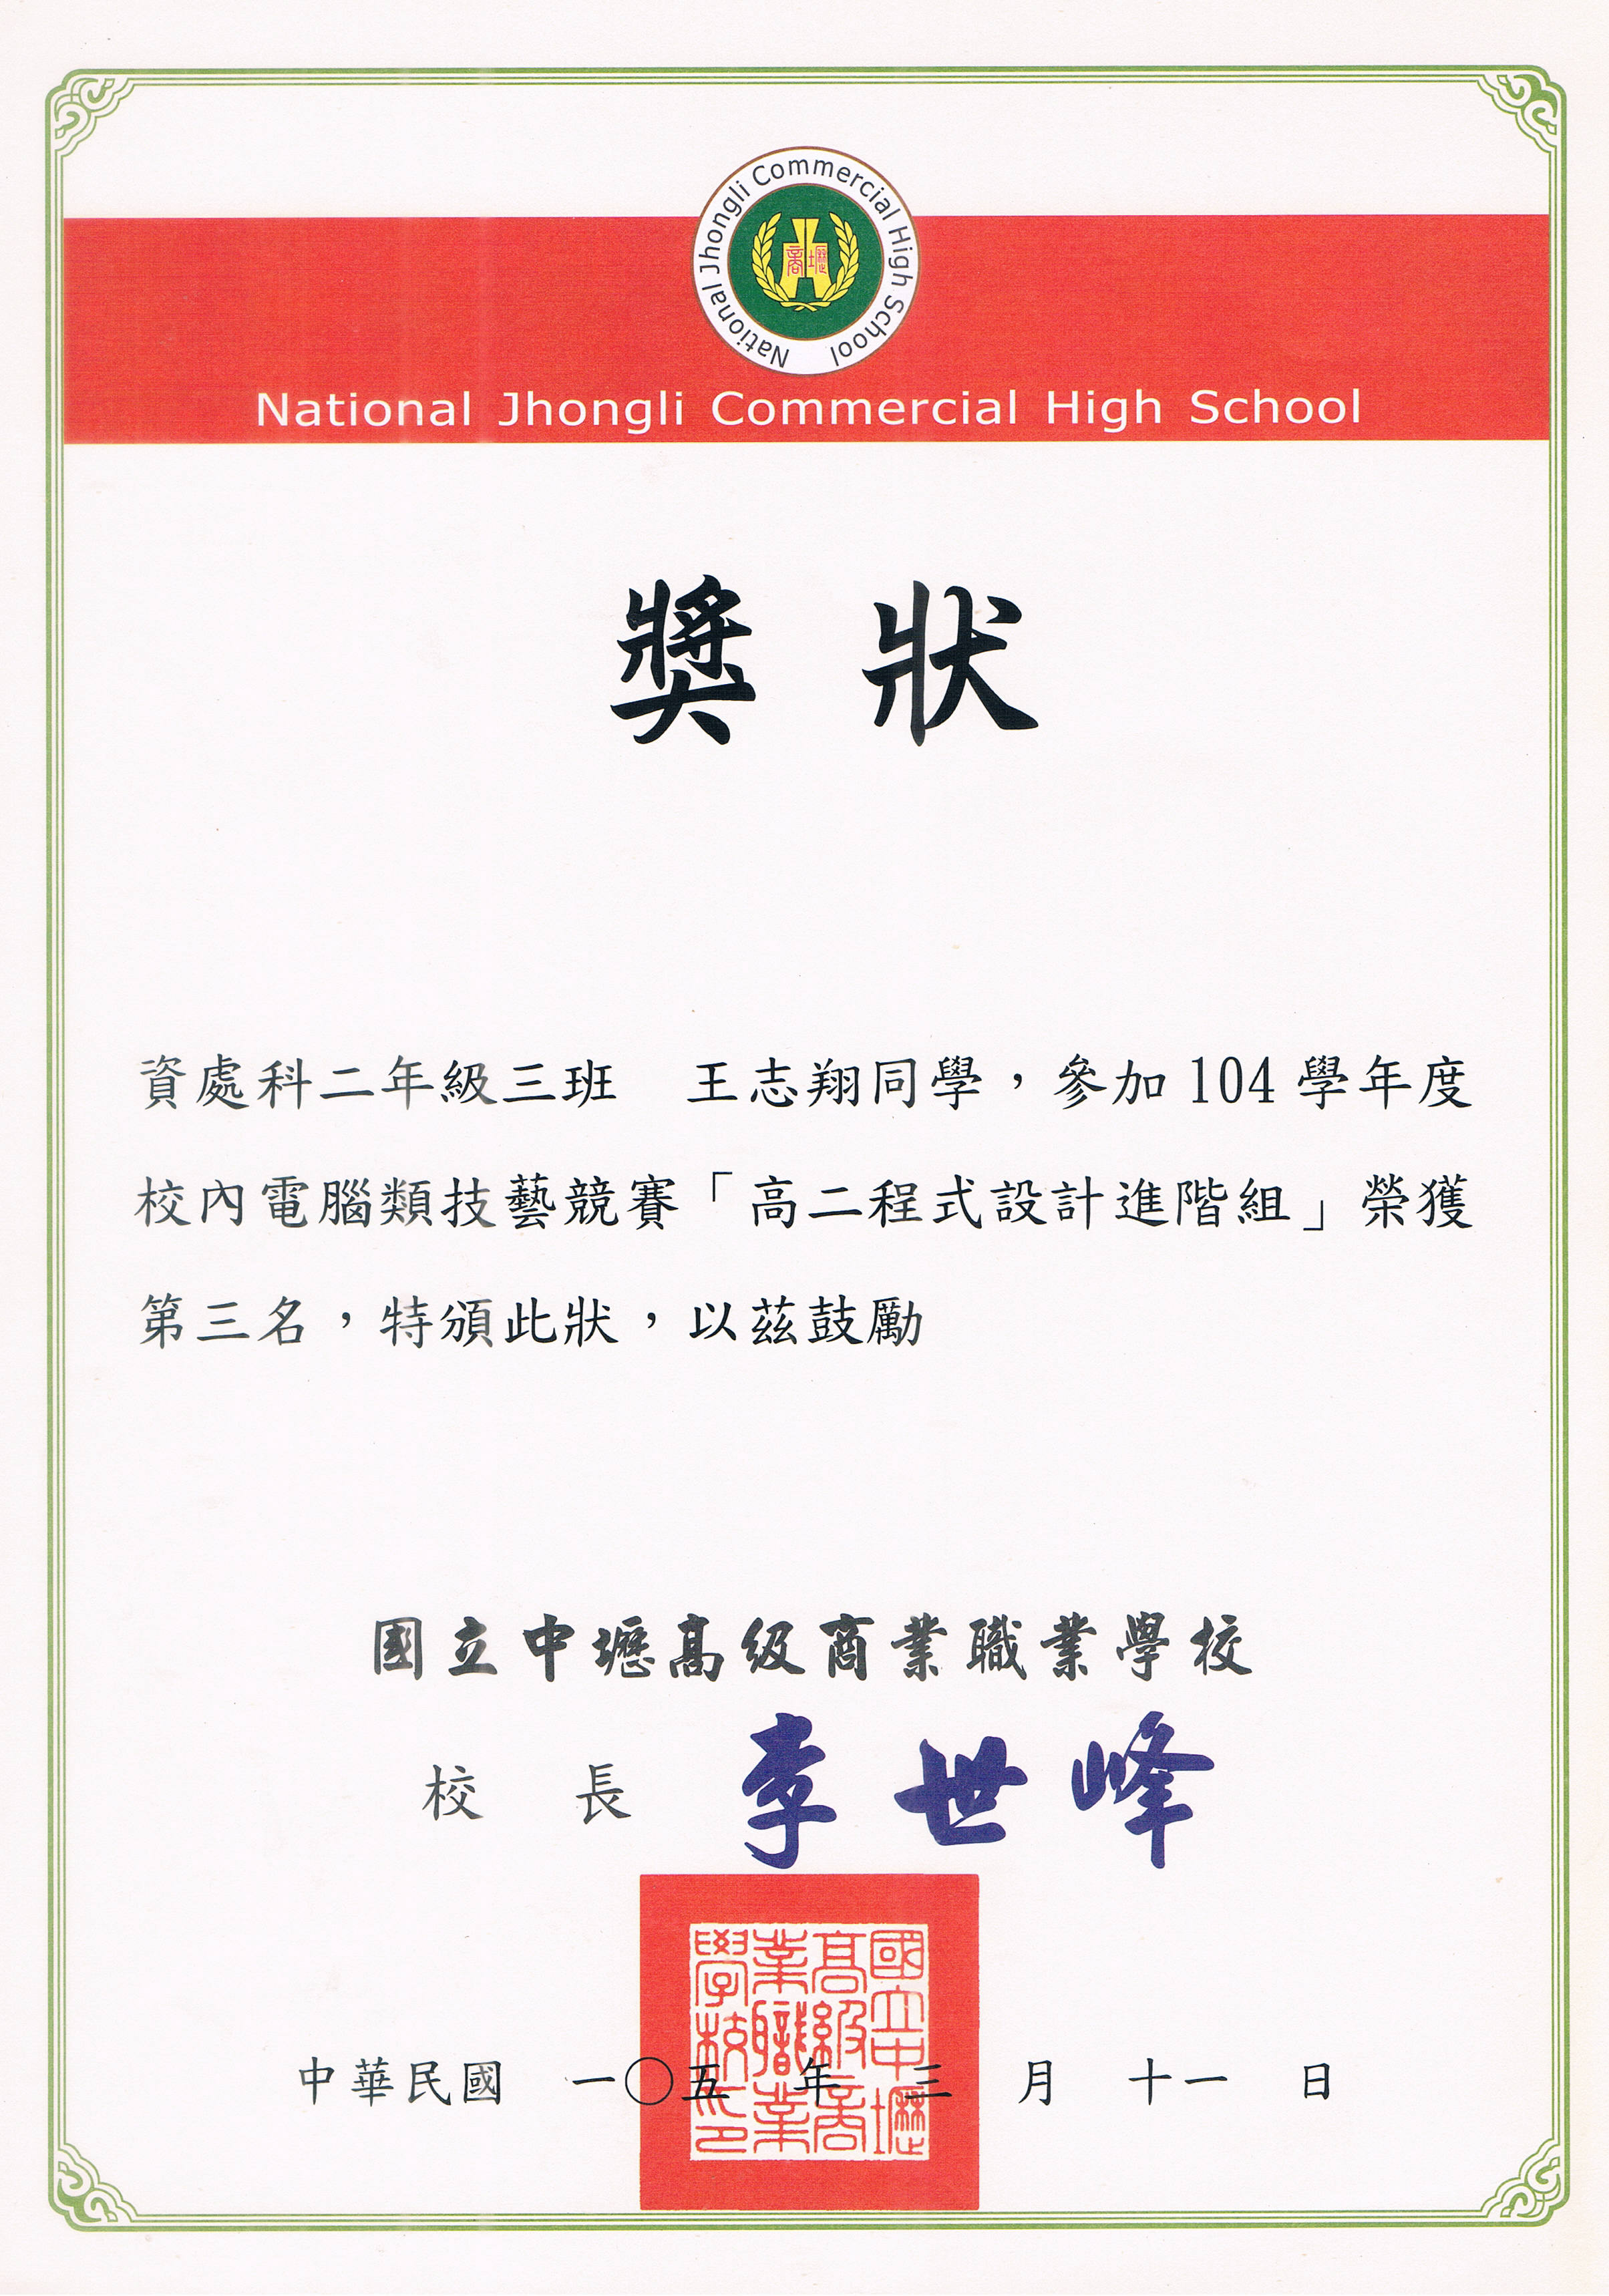 National Jhongli Commercial High School
商壢
National Jhongli Commercial High School
獎狀
資處科二年級三班　王志翔同學，參加104學年度
校內電腦類技藝競賽「高二程式設計進階組」榮獲
第三名，特頒此狀，以茲鼓勵
國立中壢高級商業職業學校
校長 李世峰
國立中壢高級商業職業學校印
中華民國 一〇五 年 三 月 十一 日